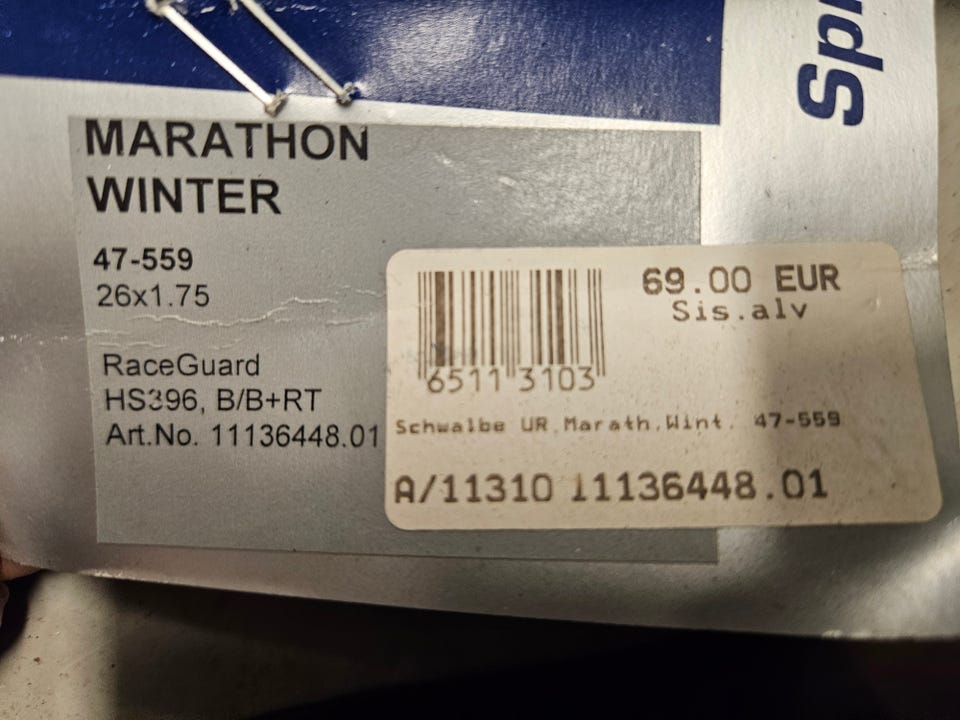 MARATHON
WINTER
47-559
26x1.75
RaceGuard
HS396, B/B+RT
Art.No. 11136448.01
69.00 EUR
Sis.alv
6511 3103
Schwalbe UR Marath.Wint. 47-559
A/11310 11136448.01